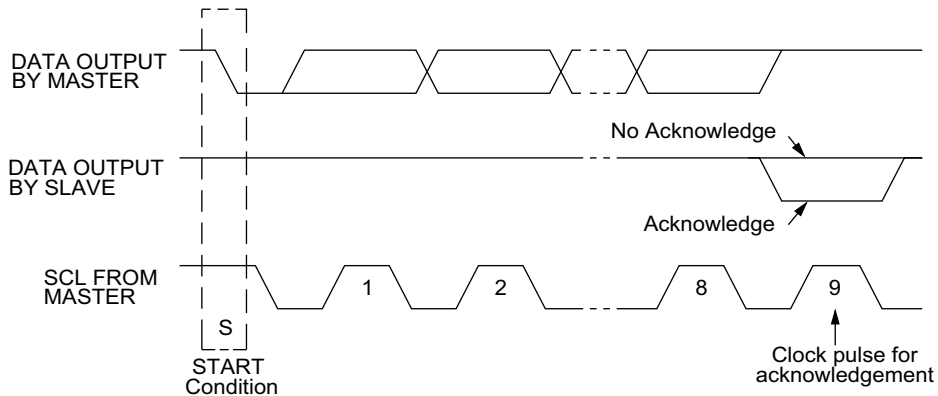 DATA OUTPUT
BY MASTER
No Acknowledge
DATA OUTPUT
BY SLAVE
Acknowledge
SCL FROM
MASTER
1
2
8
9
S
START
Condition
Clock pulse for
acknowledgement